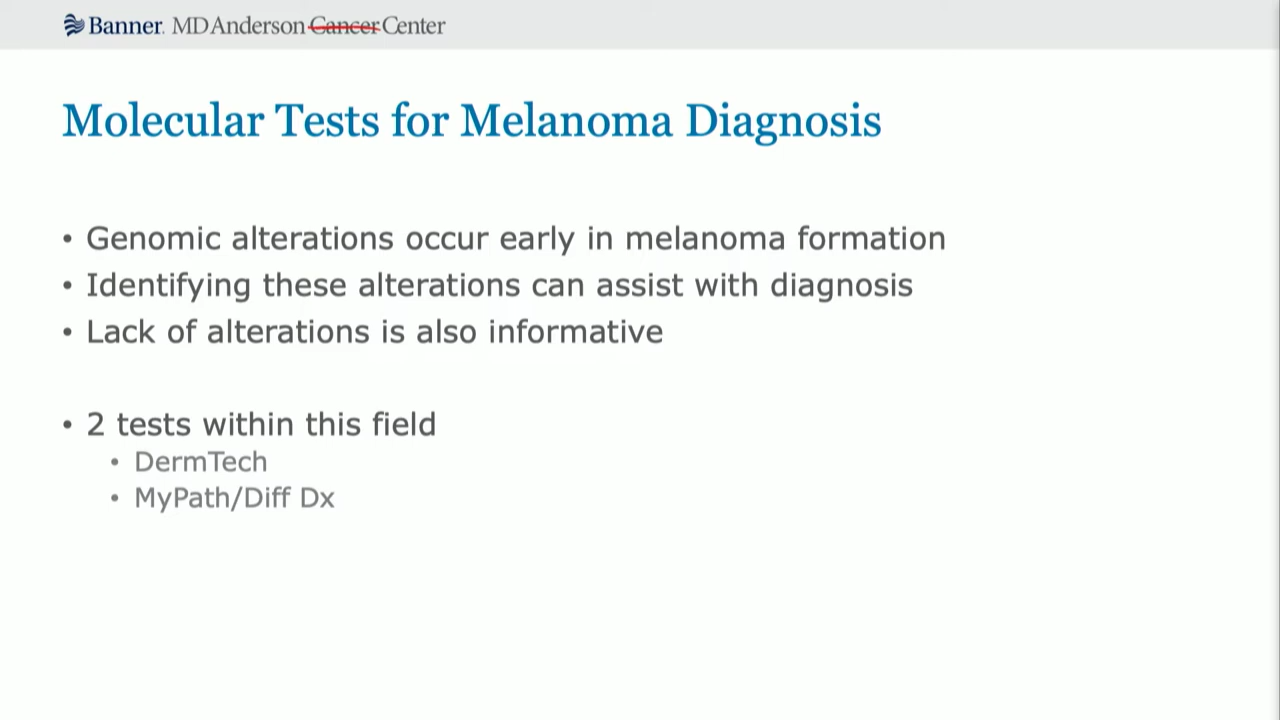 Banner. MD Anderson Cancer Center
Molecular Tests for Melanoma Diagnosis
• Genomic alterations occur early in melanoma formation
• Identifying these alterations can assist with diagnosis
• Lack of alterations is also informative
• 2 tests within this field
• DermTech
• MyPath/Diff Dx